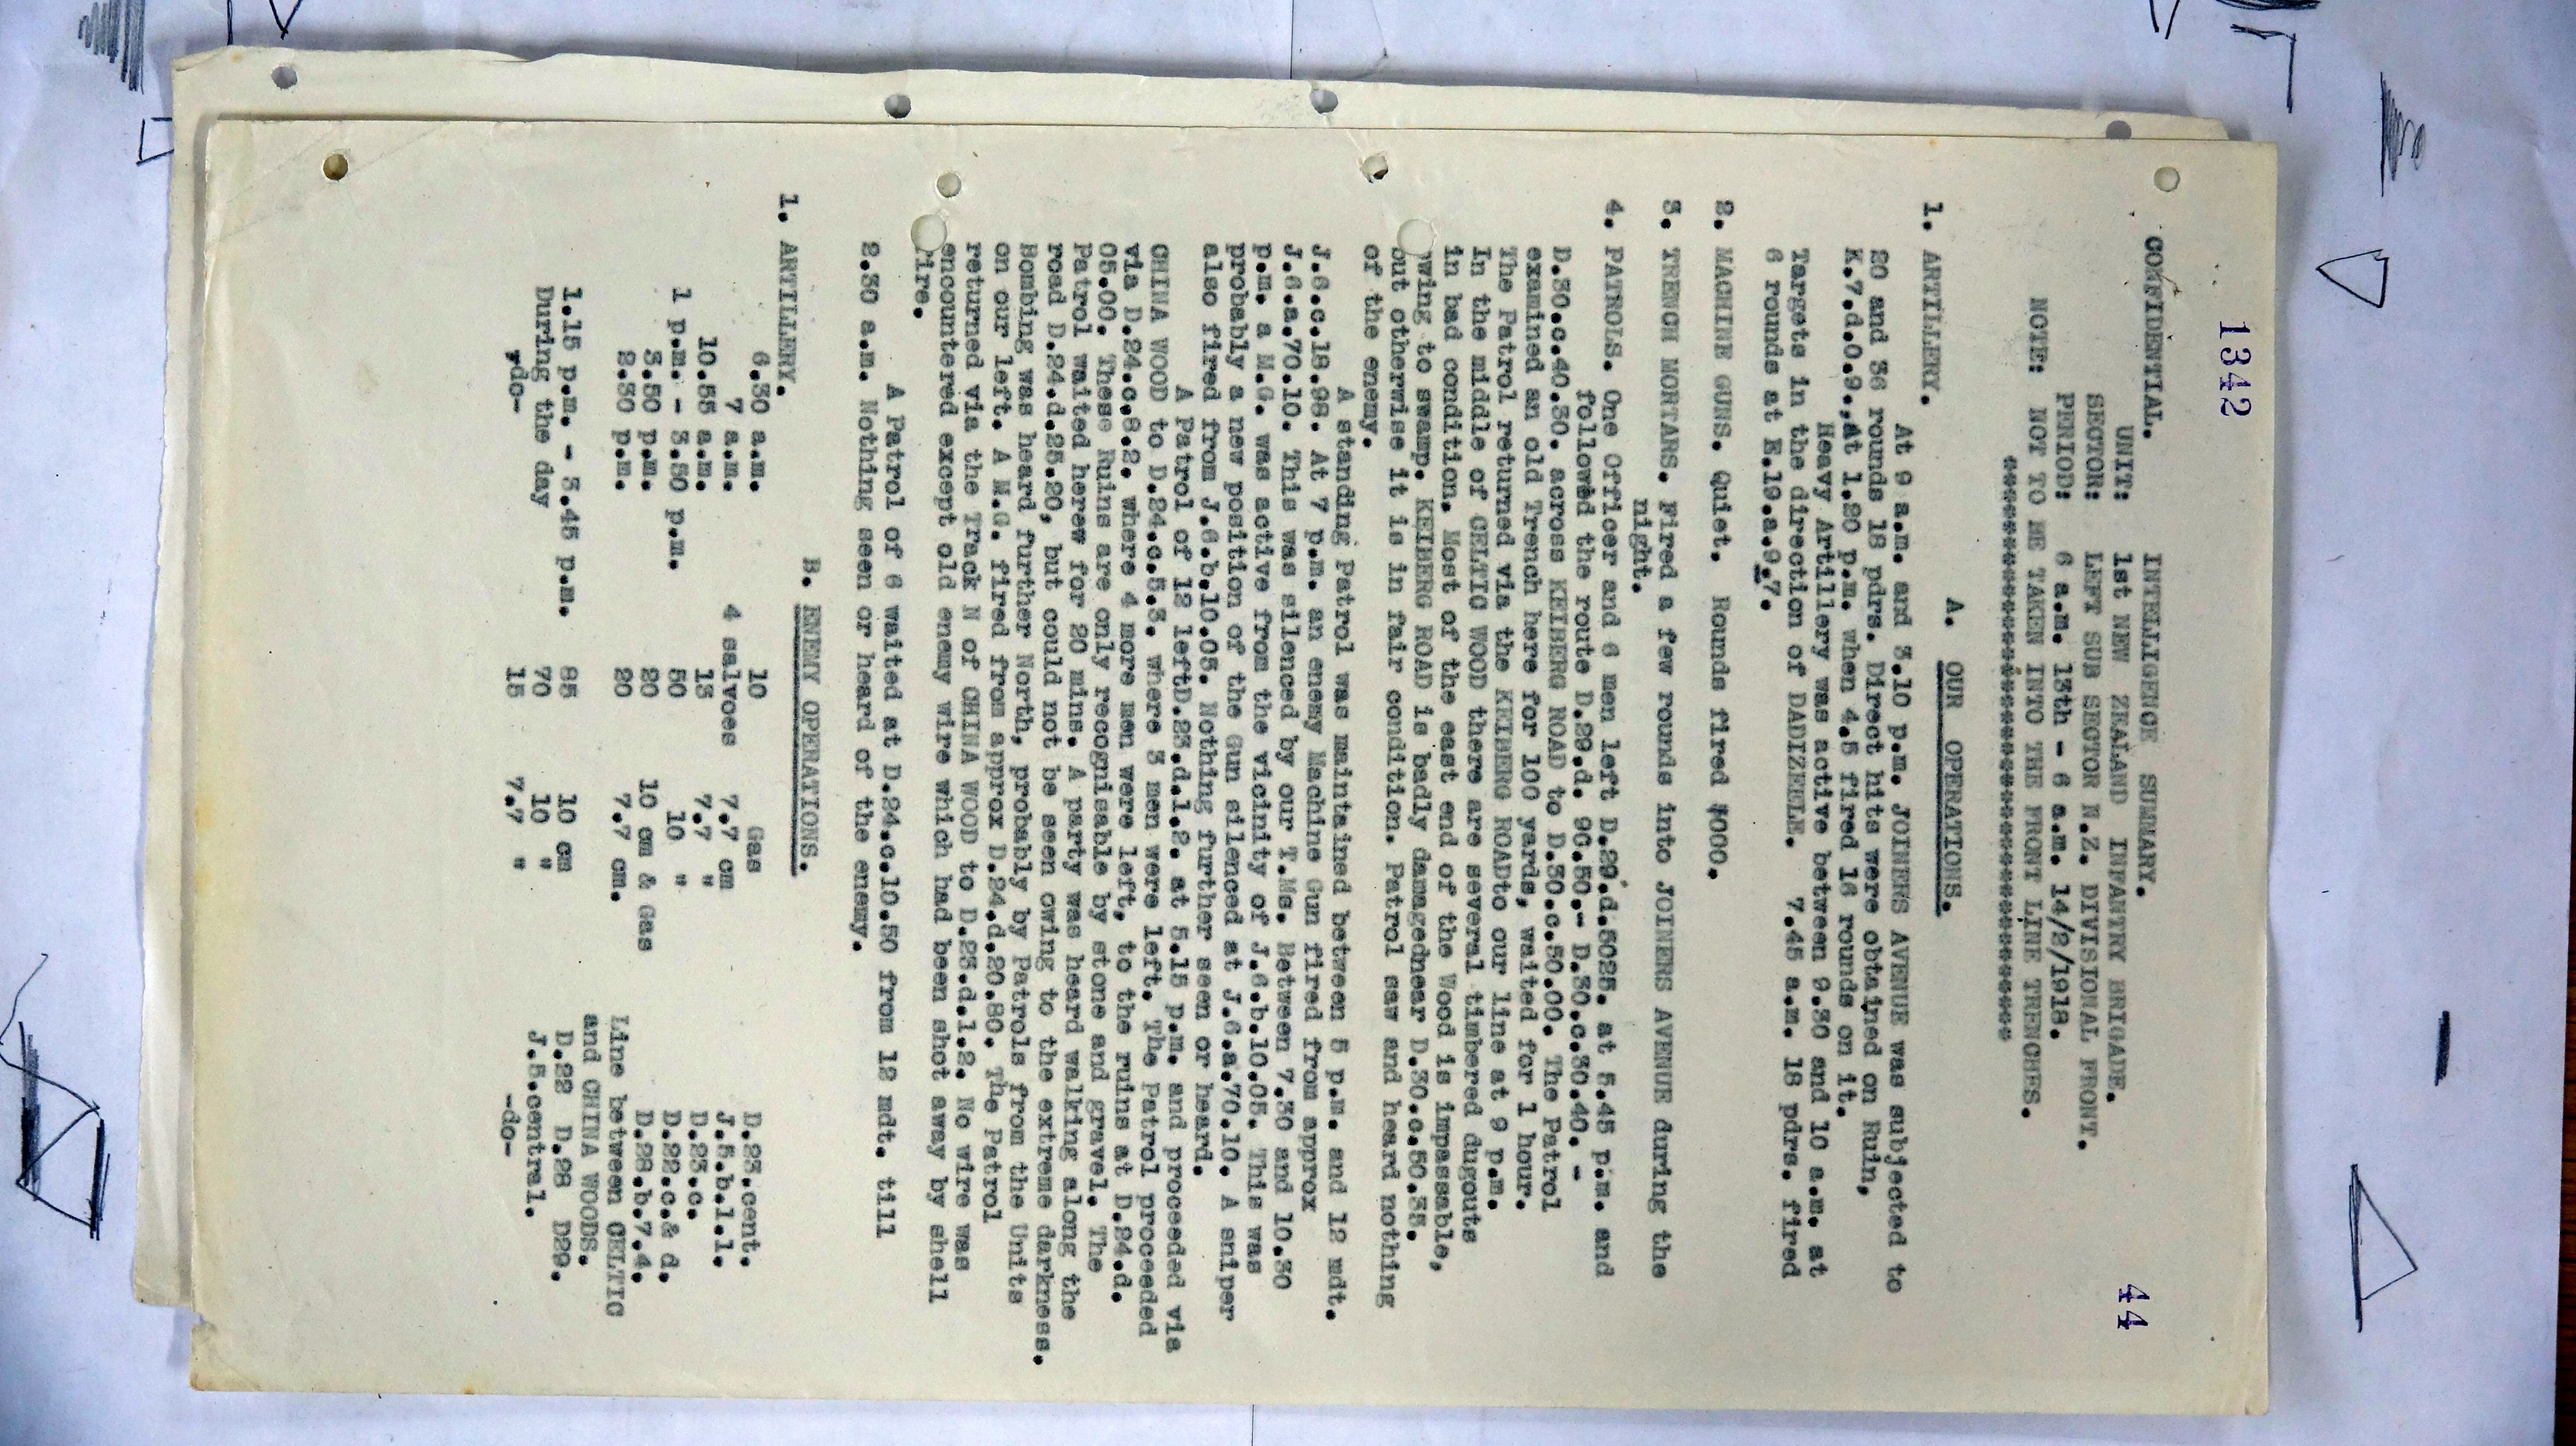 1342
44
CONFIDENTIAL.
INTELLIGENCE SUMMARY.
UNIT: 1st NEW ZEALAND INFANTRY BRIGADE.
SECTOR: LEFT SUB SECTOR N.Z. DIVISIONAL FRONT.
PERIOD: 6 a.m. 13th - 6 a.m. 14/2/1918.
NOTE: NOT TO BE TAKEN INTO THE FRONT LINE TRENCHES.
A. OUR OPERATIONS.
1. ARTILLERY.
At 9 a.m. and 3.10 p.m. JOINERS AVENUE was subjected to
20 and 36 rounds 18 pdrs. Direct hits were obtained on Ruin,
K.7.d.0.9.,At 1.20 p.m. when 4.5 fired 16 rounds on it.
Heavy Artillery was active between 9.30 and 10 a.m. at
Targets in the direction of DADIZEELE. 7.45 a.m. 18 pdrs. fired
6 rounds at E.19.a.9.7.
2. MACHINE GUNS. Quiet. Rounds fired 000.
3. TRENCH MORTARS. Fired a few rounds into JOINERS AVENUE during the
night.
4. PATROLS. One Officer and 6 men left D.29.d.5025. at 5.45 p.m. and
followed the route D.29.d. 90.50.- D.30.c.30.40. -
D.30.c.40.30. across KEIBERG ROAD to D.30.c.50.00. The Patrol
examined an old Trench here for 100 yards, waited for 1 hour.
The Patrol returned via the KEIBERG ROADto our line at 9 p.m.
In the middle of CELTIC WOOD there are several timbered dugouts
in bad condition. Most of the east end of the Wood is impassable,
owing to swamp. KEIBERG ROAD is badly damagednear D.30.c.50.35.
but otherwise it is in fair condition. Patrol saw and heard nothing
of the enemy.
A standing Patrol was maintained between 5 p.m. and 12 mdt.
J.6.c.18.98. At 7 p.m. an enemy Machine Gun fired from approx
J.6.a.70.10. This was silenced by our T.Ms. Between 7.30 and 10.30
p.m. a M.G. was active from the vicinity of J.6.b.10.05. This was
probably a new position of the Gun silenced at J.6.a.70.10. A sniper
also fired from J.6.b.10.05. Nothing further seen or heard.
A Patrol of 12 leftD.23.d.1.2. at 5.15 p.m. and proceeded via
CHINA WOOD to D.24.c.5.3. where 3 men were left. The Patrol proceeded
via D.24.c.8.2. where 4 more men were left, to the ruins at D.24.d.
05.00. These Ruins are only recognisable by stone and gravel. The
Patrol waited herew for 20 mins. A party was heard walking along the
road D.24.d.25.20, but could not be seen owing to the extreme darkness.
Bombing was heard further North, probably by Patrols from the Units
on our left. A M.G. fired from approx D.24.d.20.80. The Patrol
returned via the Track N of CHINA WOOD to D.23.d.1.2. No wire was
encountered except old enemy wire which had been shot away by shell
fire.
A Patrol of 6 waited at D.24.c.10.50 from 12 mdt. till
2.30 a.m. Nothing seen or heard of the enemy.
B. ENEMY OPERATIONS.
1. ARTILLERY.
6.30 a.m. 10 Gas D.23.cent.
7 a.m. 4 salvoes 7.7 cm J.5.b.1.1.
10.55 a.m. 13 7.7 " D.23.c.
1 p.m. - 3.50 p.m. 50 10 " D.22.c.& d.
3.50 p.m. 20 10 cm & Gas D.28.b.7.4.
2.30 p.m. 20 7.7 cm. Line between CELTIC
and CHINA WOODS.
1.15 p.m. - 3.45 p.m. 85 10 cm D.22 D.28 D29.
During the day 70 10 " J.5.central.
-do- 15 7.7 " -do-